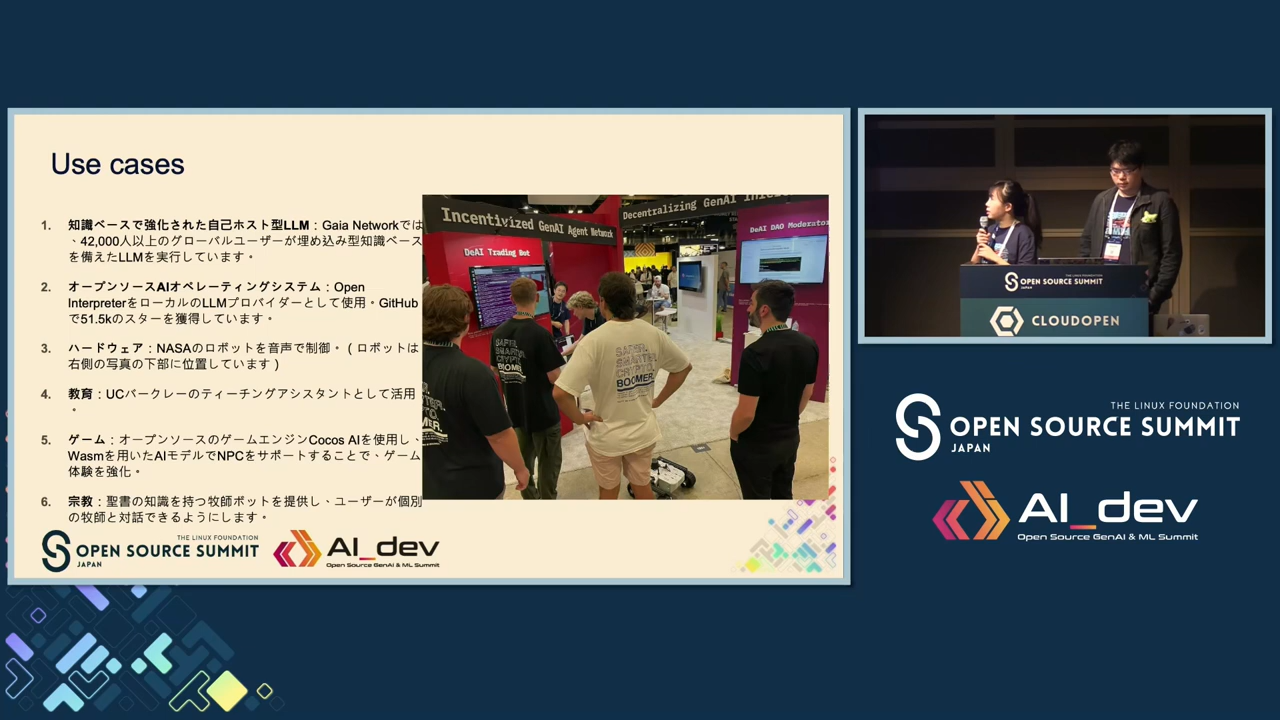 Use cases
1. 知識ベースで強化された自己ホスト型LLM：Gaia Networkでは
、42,000人以上のグローバルユーザーが埋め込み型知識ベース
を備えたLLMを実行しています。
2. オープンソースAIオペレーティングシステム：Open
InterpreterをローカルのLLMプロバイダーとして使用。GitHub
で51.5kのスターを獲得しています。
3. ハードウェア：NASAのロボットを音声で制御。（ロボットは
右側の写真の下部に位置しています）
4. 教育：UCバークレーのティーチングアシスタントとして活用
。
5. ゲーム：オープンソースのゲームエンジンCocos AIを使用し、
Wasmを用いたAIモデルでNPCをサポートすることで、ゲーム
体験を強化。
6. 宗教：聖書の知識を持つ牧師ボットを提供し、ユーザーが個別
の牧師と対話できるようにします。
Incentivized GenAI Agent Network
Decentralizing GenAI
DeAI Trading Bot
DeAI DAO Moderator
SAFER.
SMARTER.
CRYPTO.
BOOMER.
THE LINUX FOUNDATION
OPEN SOURCE SUMMIT
JAPAN
AI_dev
Open Source GenAI & ML Summit
OPEN SOURCE SUMMIT
JAPAN
CLOUDOPEN
THE LINUX FOUNDATION
OPEN SOURCE SUMMIT
JAPAN
AI_dev
Open Source GenAI & ML Summit